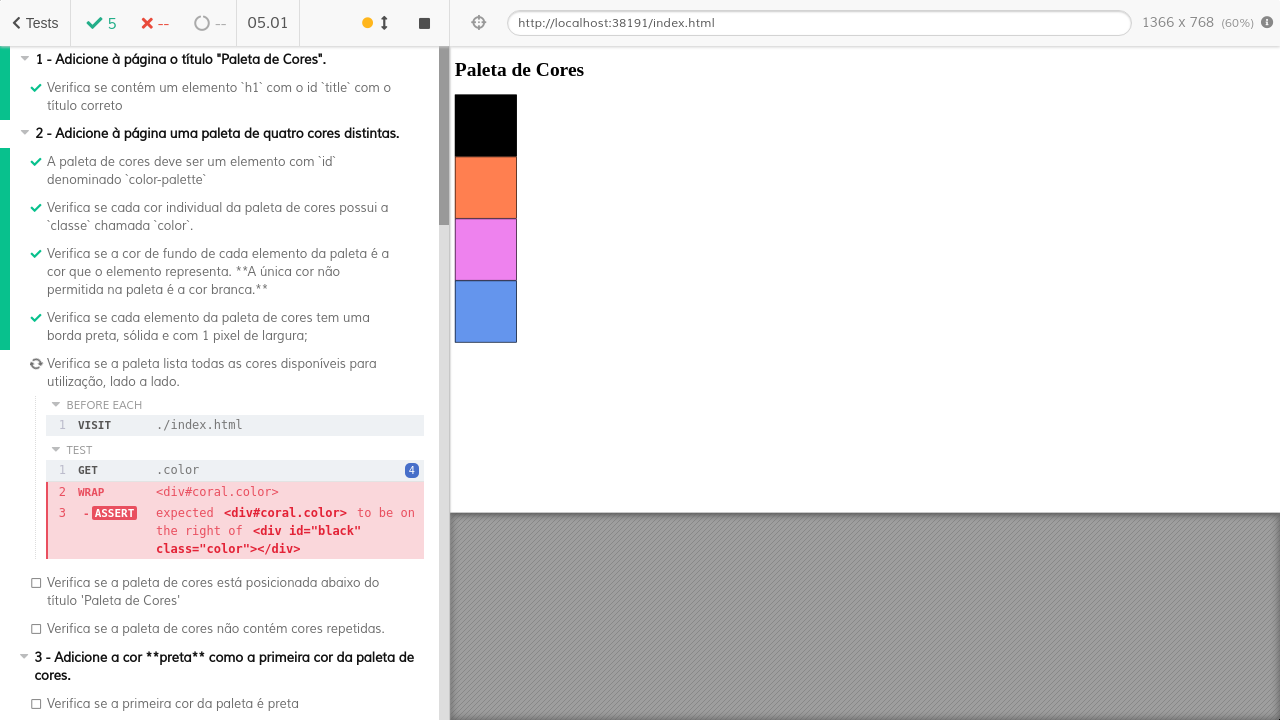 Tests 5 -- -- 05.01 http://localhost:38191/index.html 1366 x 768 (60%)
1 - Adicione à página o título "Paleta de Cores".
Verifica se contém um elemento `h1` com o id `title` com o
título correto
2 - Adicione à página uma paleta de quatro cores distintas.
A paleta de cores deve ser um elemento com `id`
denominado `color-palette`
Verifica se cada cor individual da paleta de cores possui a
`classe` chamada `color`.
Verifica se a cor de fundo de cada elemento da paleta é a
cor que o elemento representa. **A única cor não
permitida na paleta é a cor branca.**
Verifica se cada elemento da paleta de cores tem uma
borda preta, sólida e com 1 pixel de largura;
Verifica se a paleta lista todas as cores disponíveis para
utilização, lado a lado.
BEFORE EACH
1 VISIT ./index.html
TEST
1 GET .color 4
2 WRAP <div#coral.color>
3 -ASSERT expected <div#coral.color> to be on
the right of <div id="black"
class="color"></div>
Verifica se a paleta de cores está posicionada abaixo do
título 'Paleta de Cores'
Verifica se a paleta de cores não contém cores repetidas.
3 - Adicione a cor **preta** como a primeira cor da paleta de
cores.
Verifica se a primeira cor da paleta é preta
Paleta de Cores